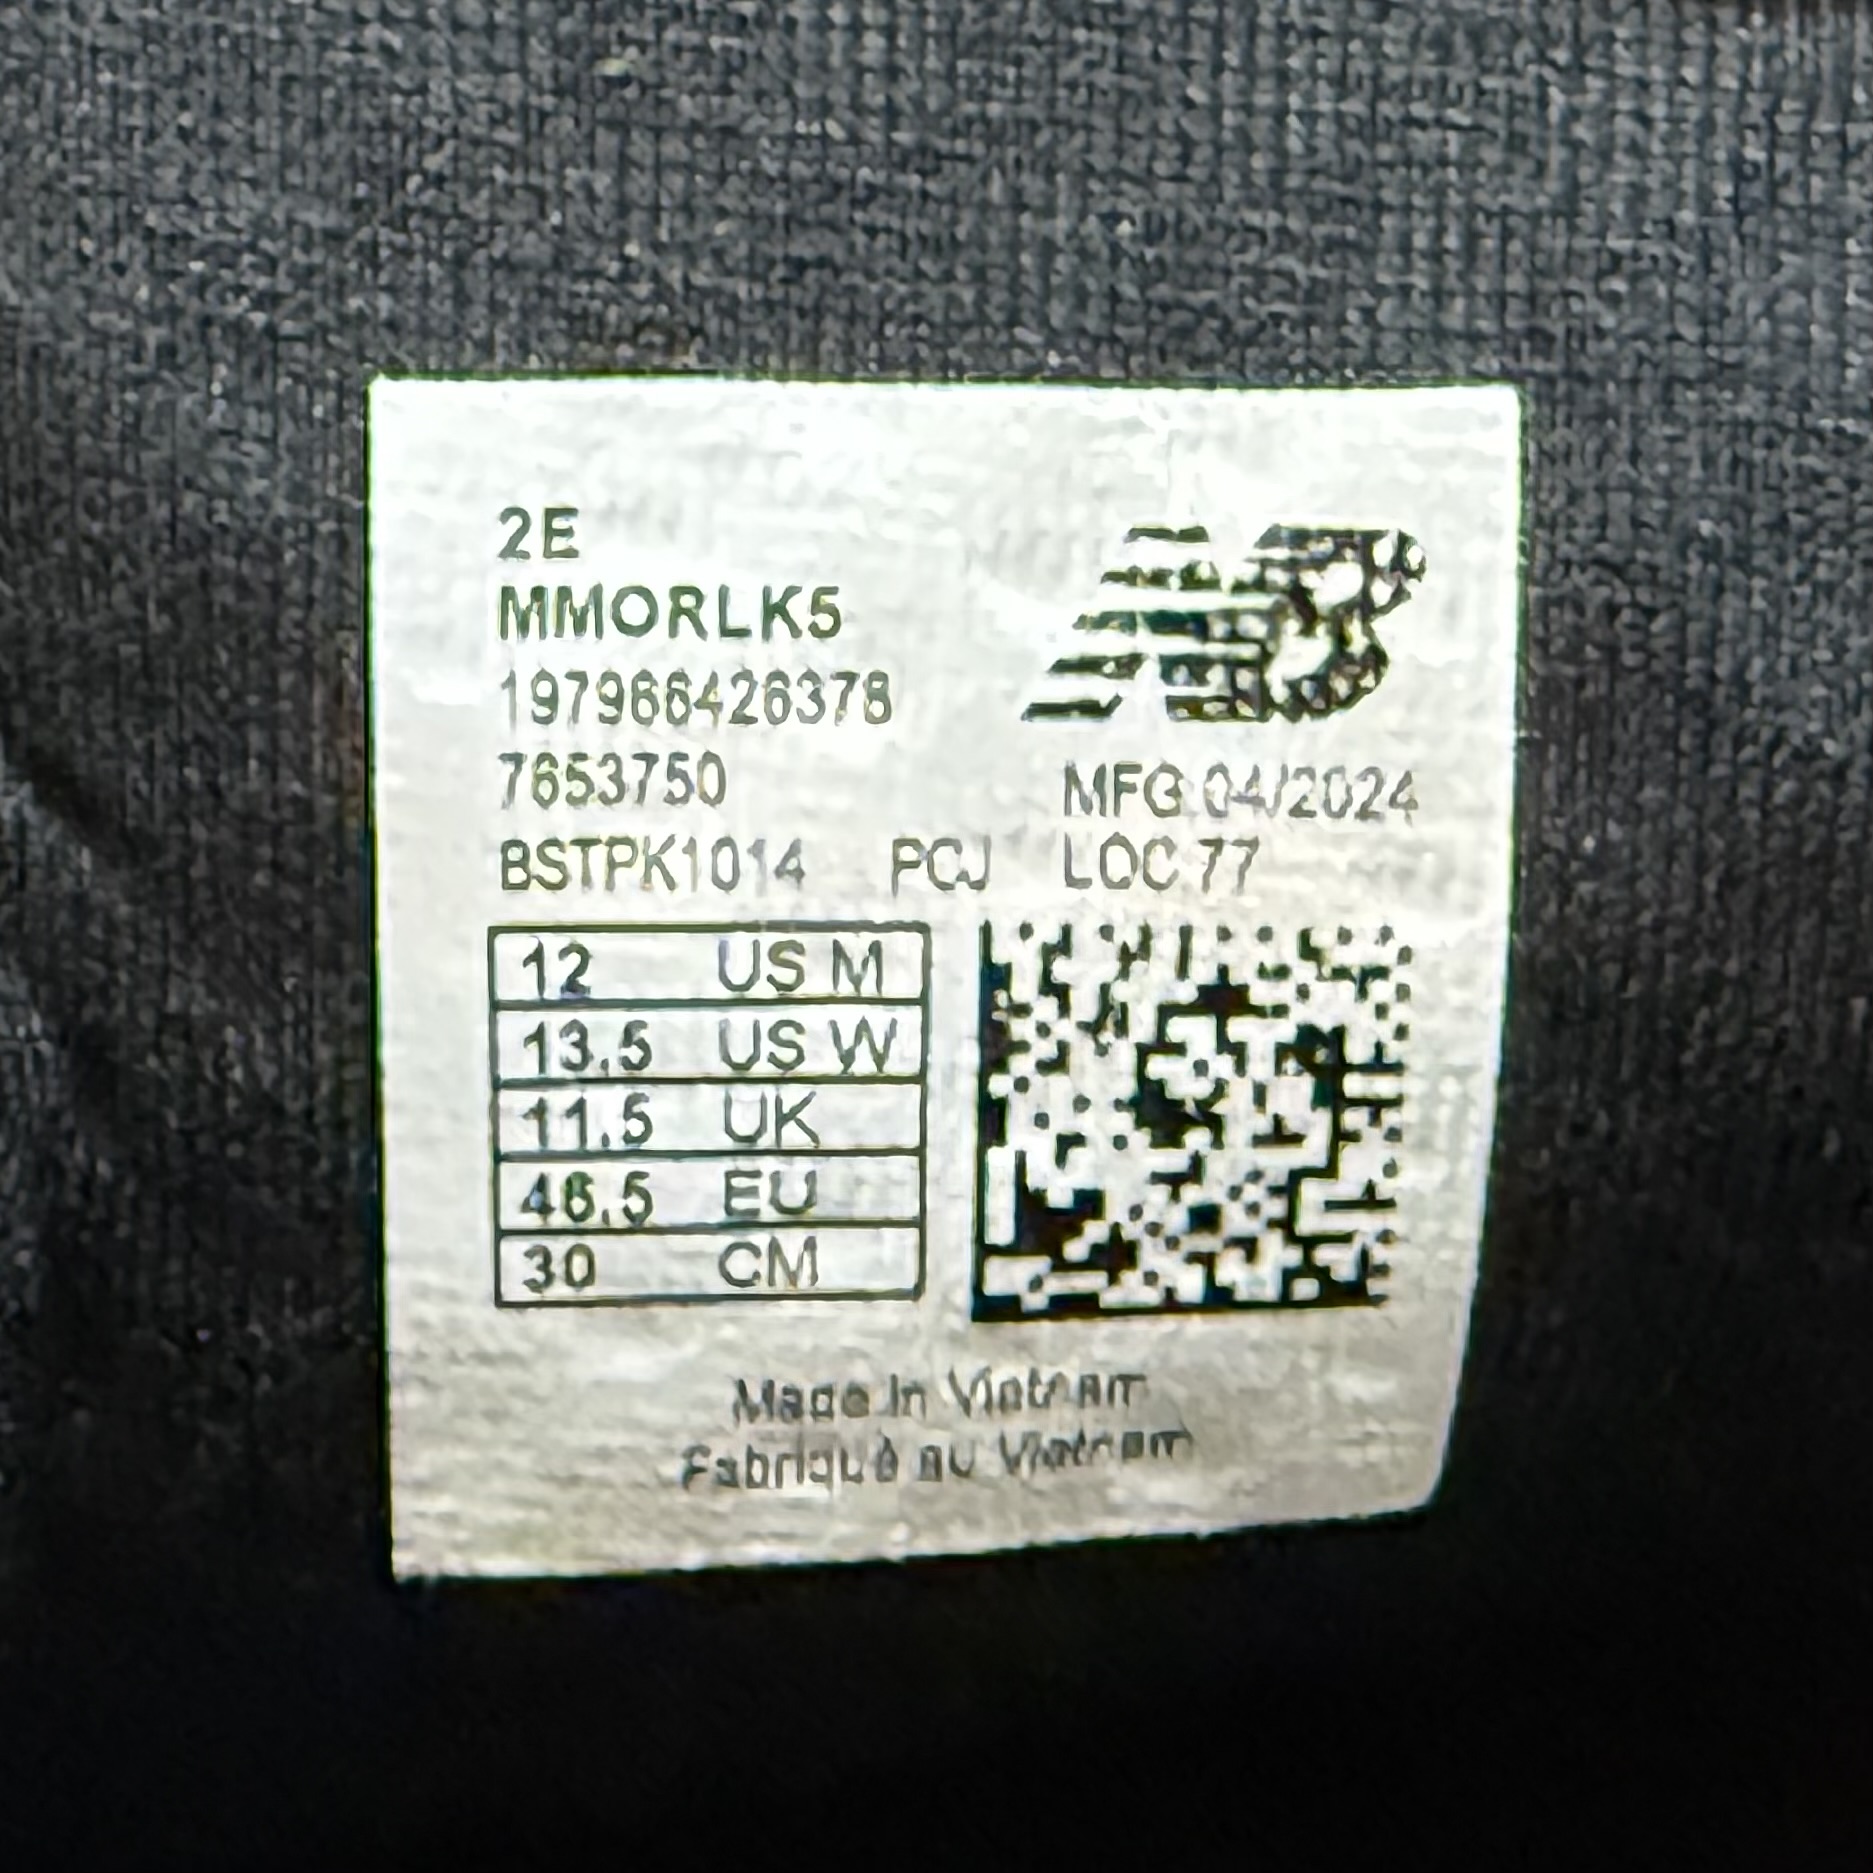 2E
MMORLK5
197966426378
7653750
MFG 04/2024
BSTPK1014 PCJ LOC 77
12 US M
13.5 US W
11.5 UK
46.5 EU
30 CM
Made In Vietnam
Fabriqué au Vietnam